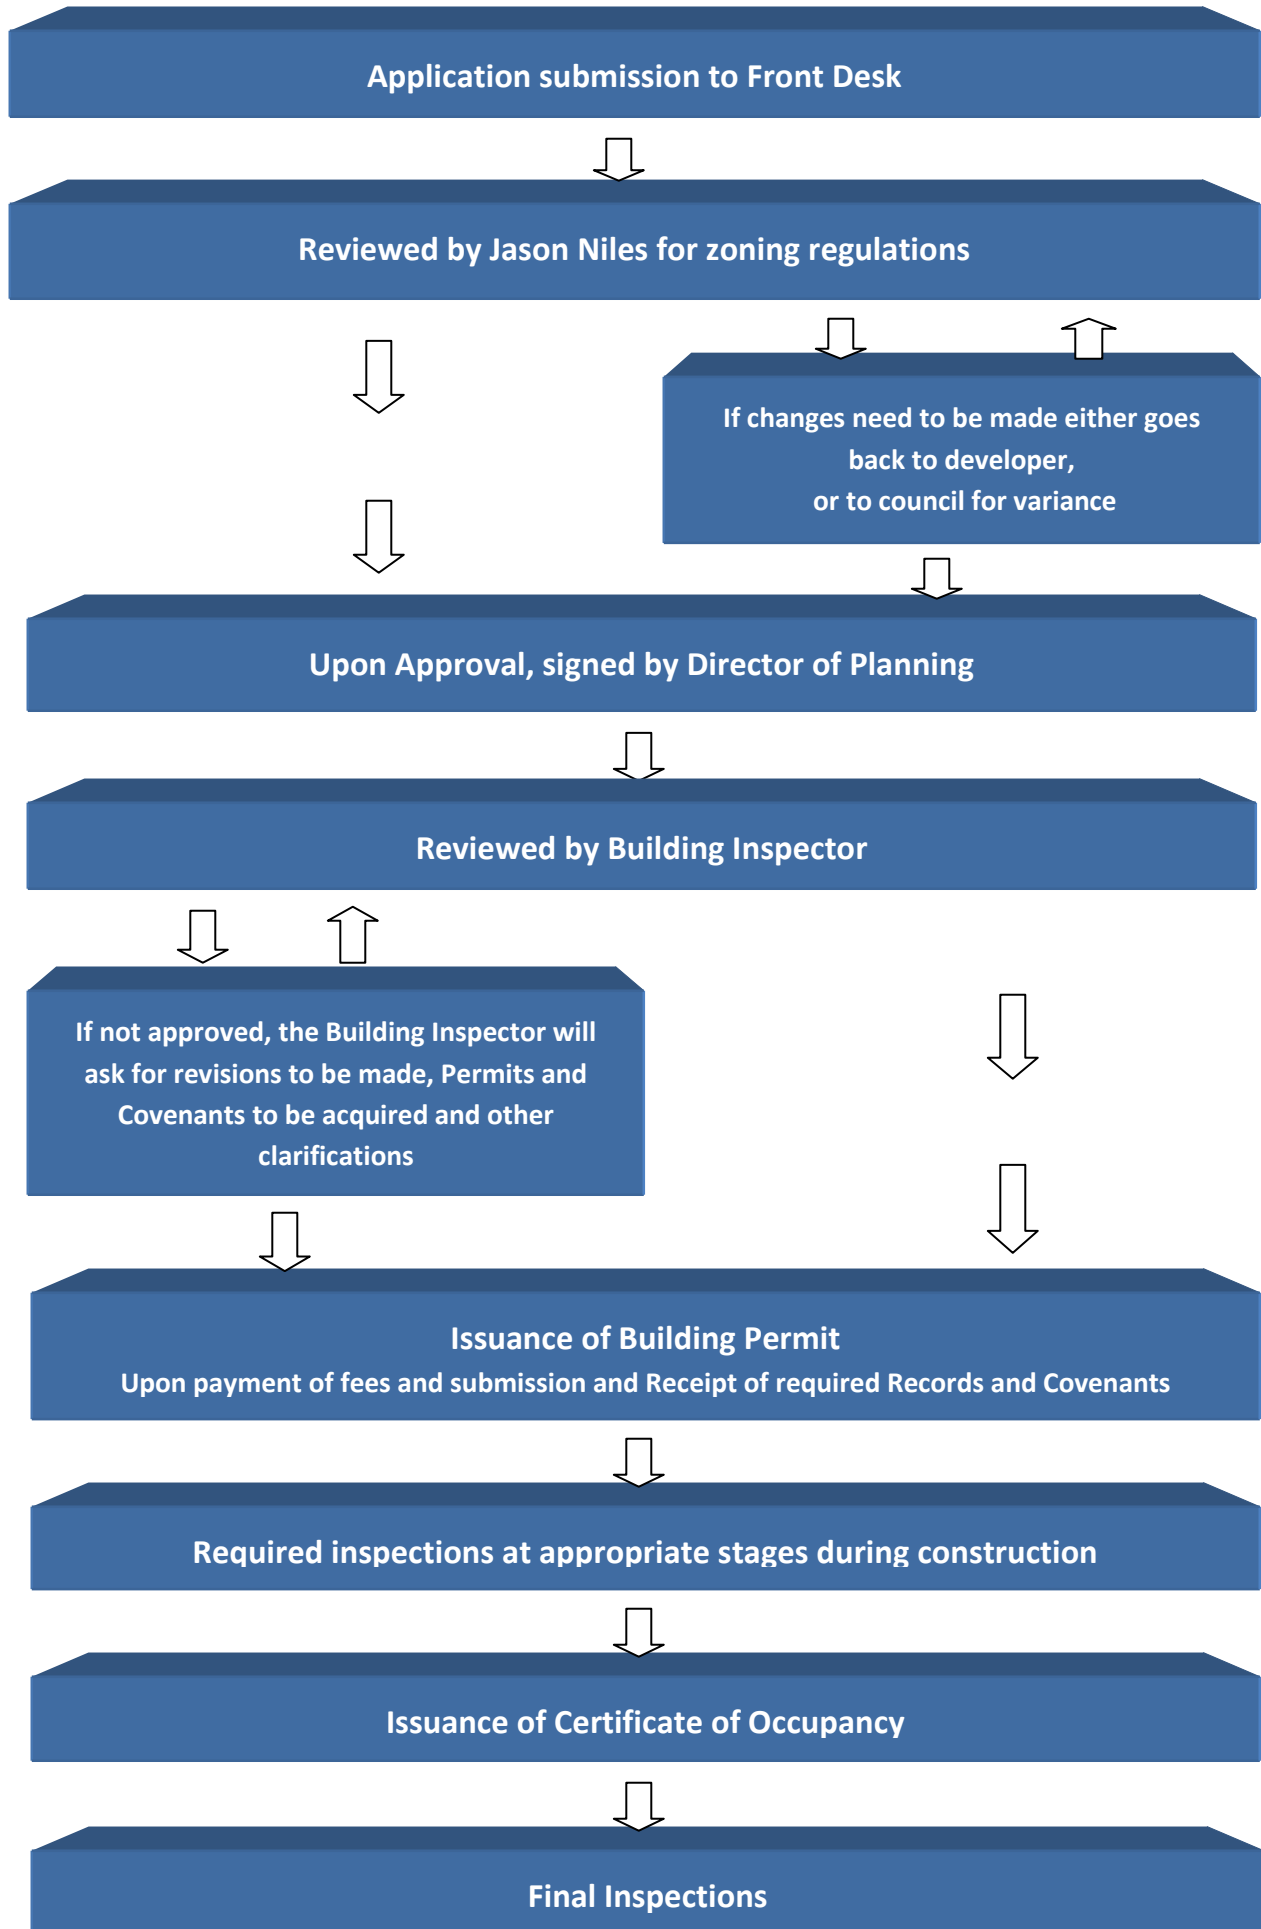 Application submission to Front Desk
Reviewed by Jason Niles for zoning regulations
If changes need to be made either goes
back to developer,
or to council for variance
Upon Approval, signed by Director of Planning
Reviewed by Building Inspector
If not approved, the Building Inspector will
ask for revisions to be made, Permits and
Covenants to be acquired and other
clarifications
Issuance of Building Permit
Upon payment of fees and submission and Receipt of required Records and Covenants
Required inspections at appropriate stages during construction
Issuance of Certificate of Occupancy
Final Inspections